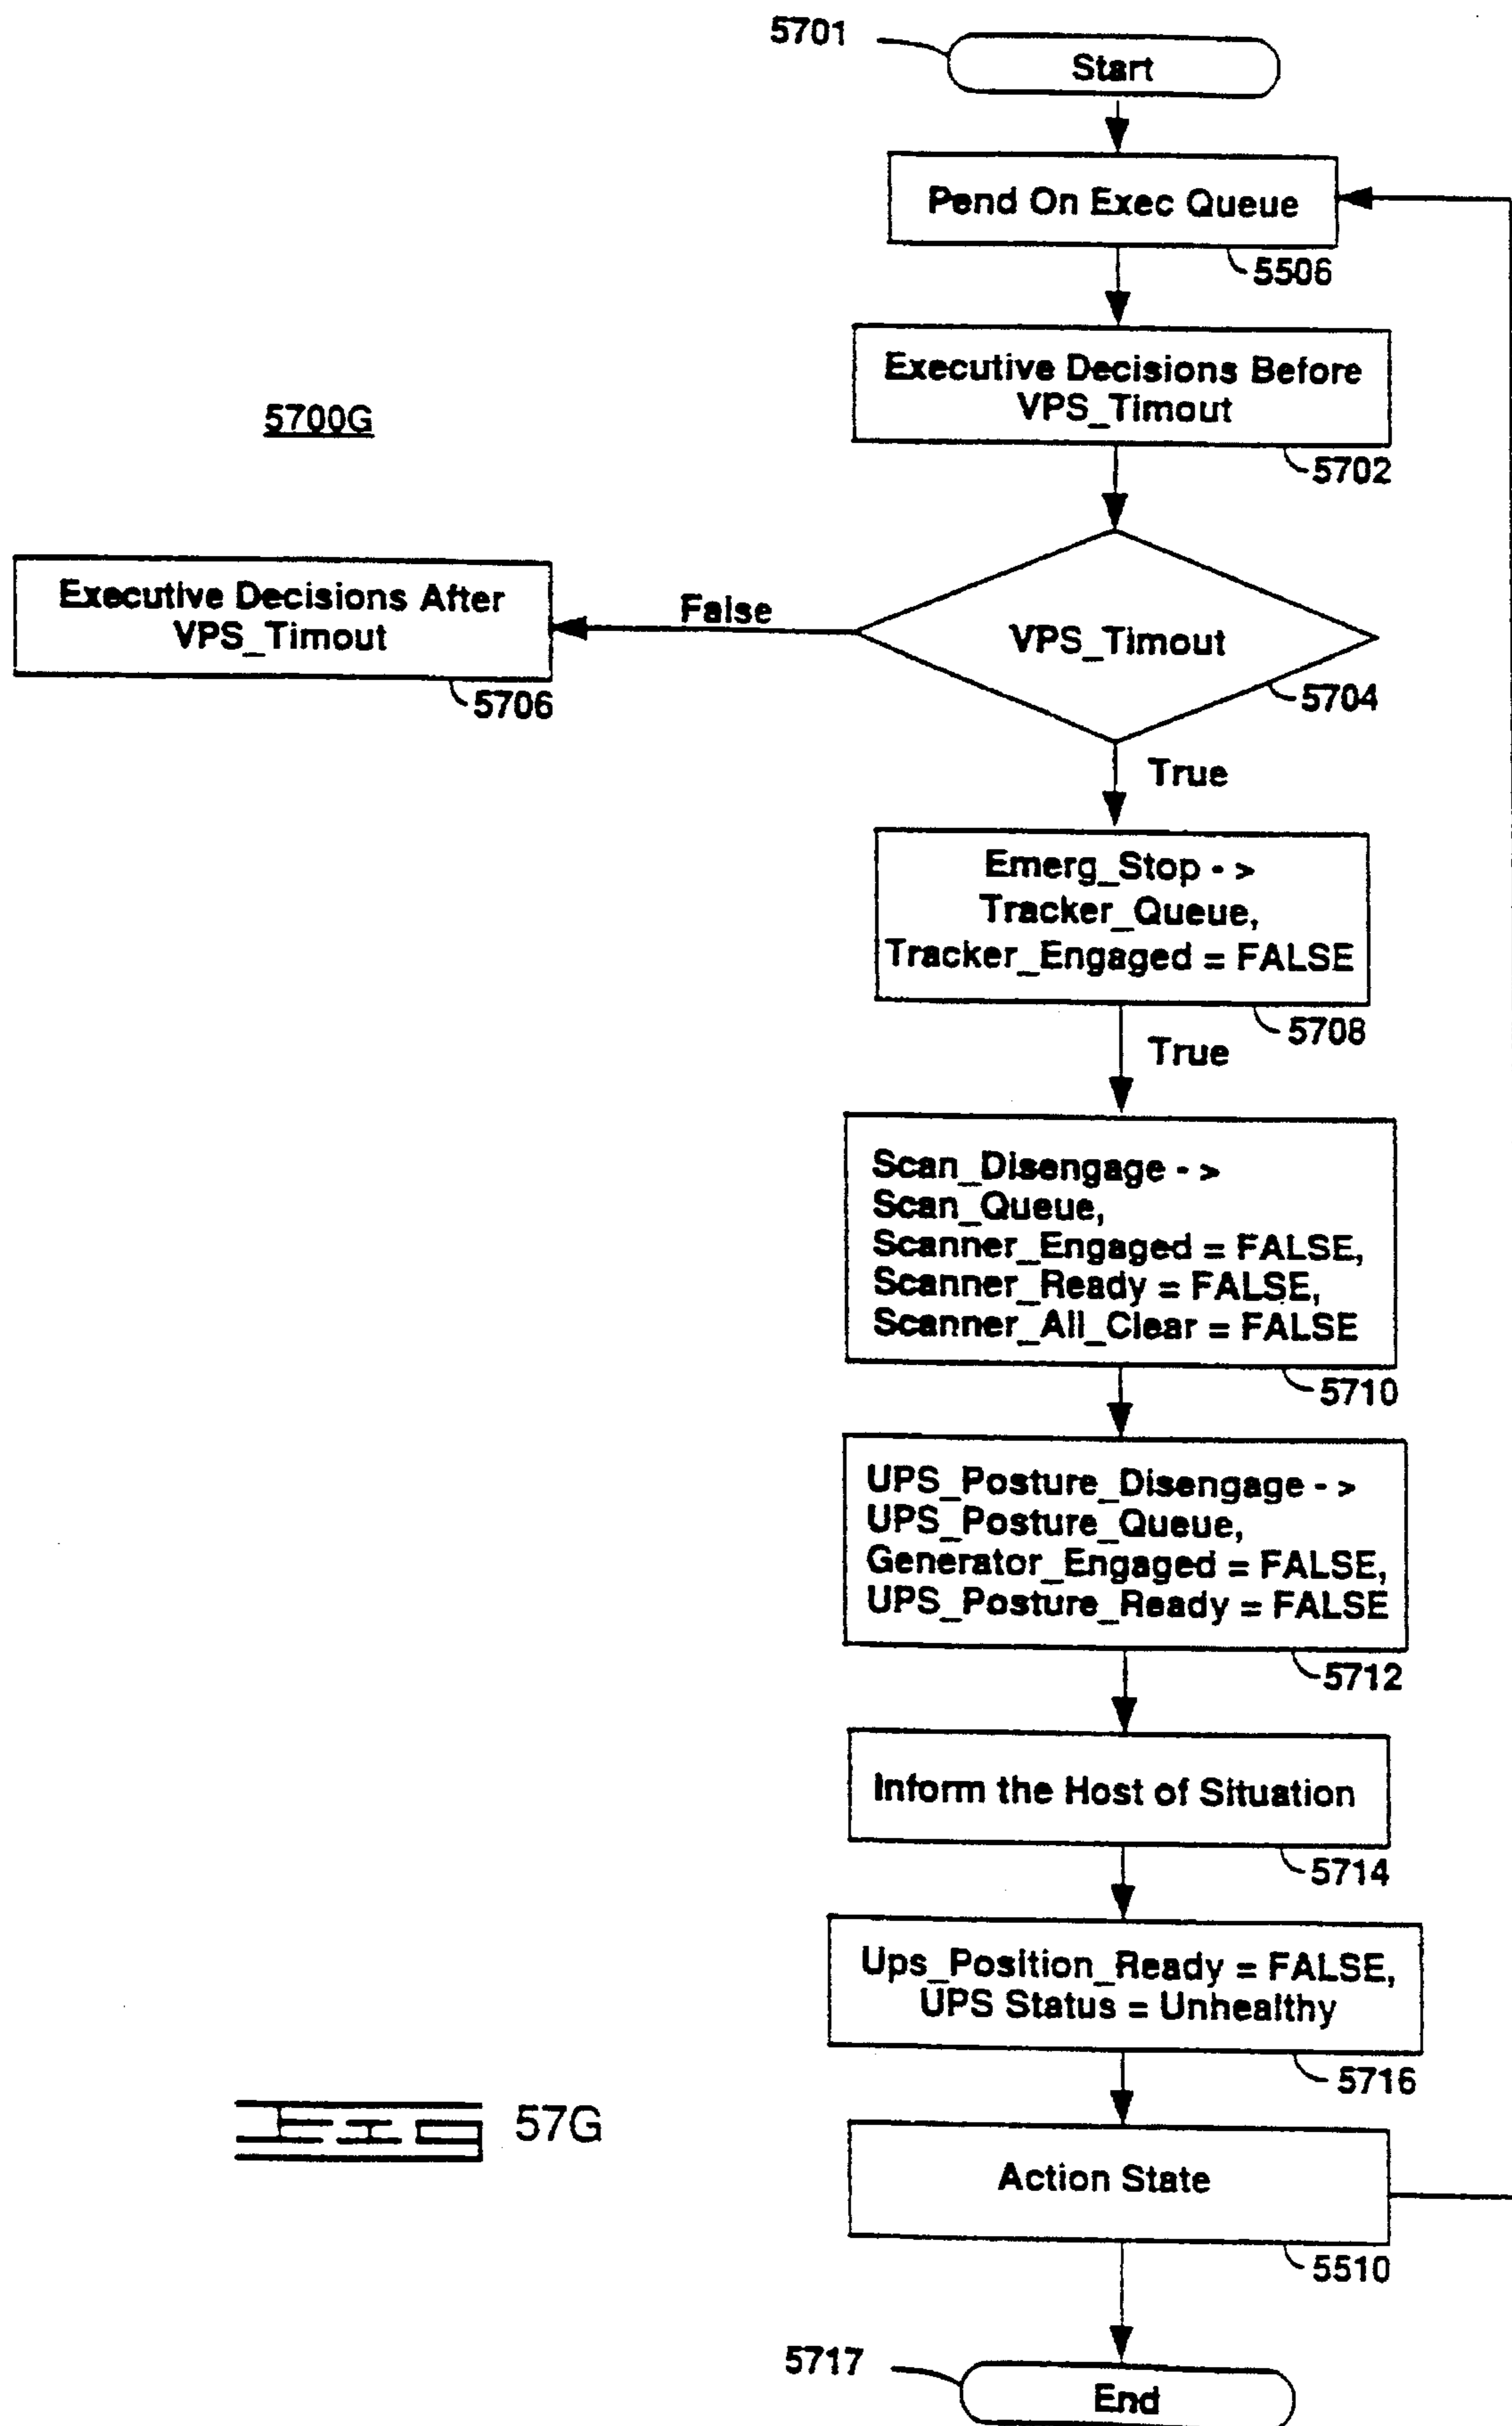 5701
Start
Pend On Exec Queue
5506
Executive Decisions Before
VPS_Timout
5702
5700G
Executive Decisions After
VPS_Timout
5706
False
VPS_Timout
5704
True
Emerg_Stop - >
Tracker_Queue,
Tracker_Engaged = FALSE
5708
True
Scan_Disengage - >
Scan_Queue,
Scanner_Engaged = FALSE,
Scanner_Ready = FALSE,
Scanner_All_Clear = FALSE
5710
UPS_Posture_Disengage - >
UPS_Posture_Queue,
Generator_Engaged = FALSE,
UPS_Posture_Ready = FALSE
5712
Inform the Host of Situation
5714
Ups_Position_Ready = FALSE,
UPS Status = Unhealthy
5716
57G
Action State
5510
5717
End